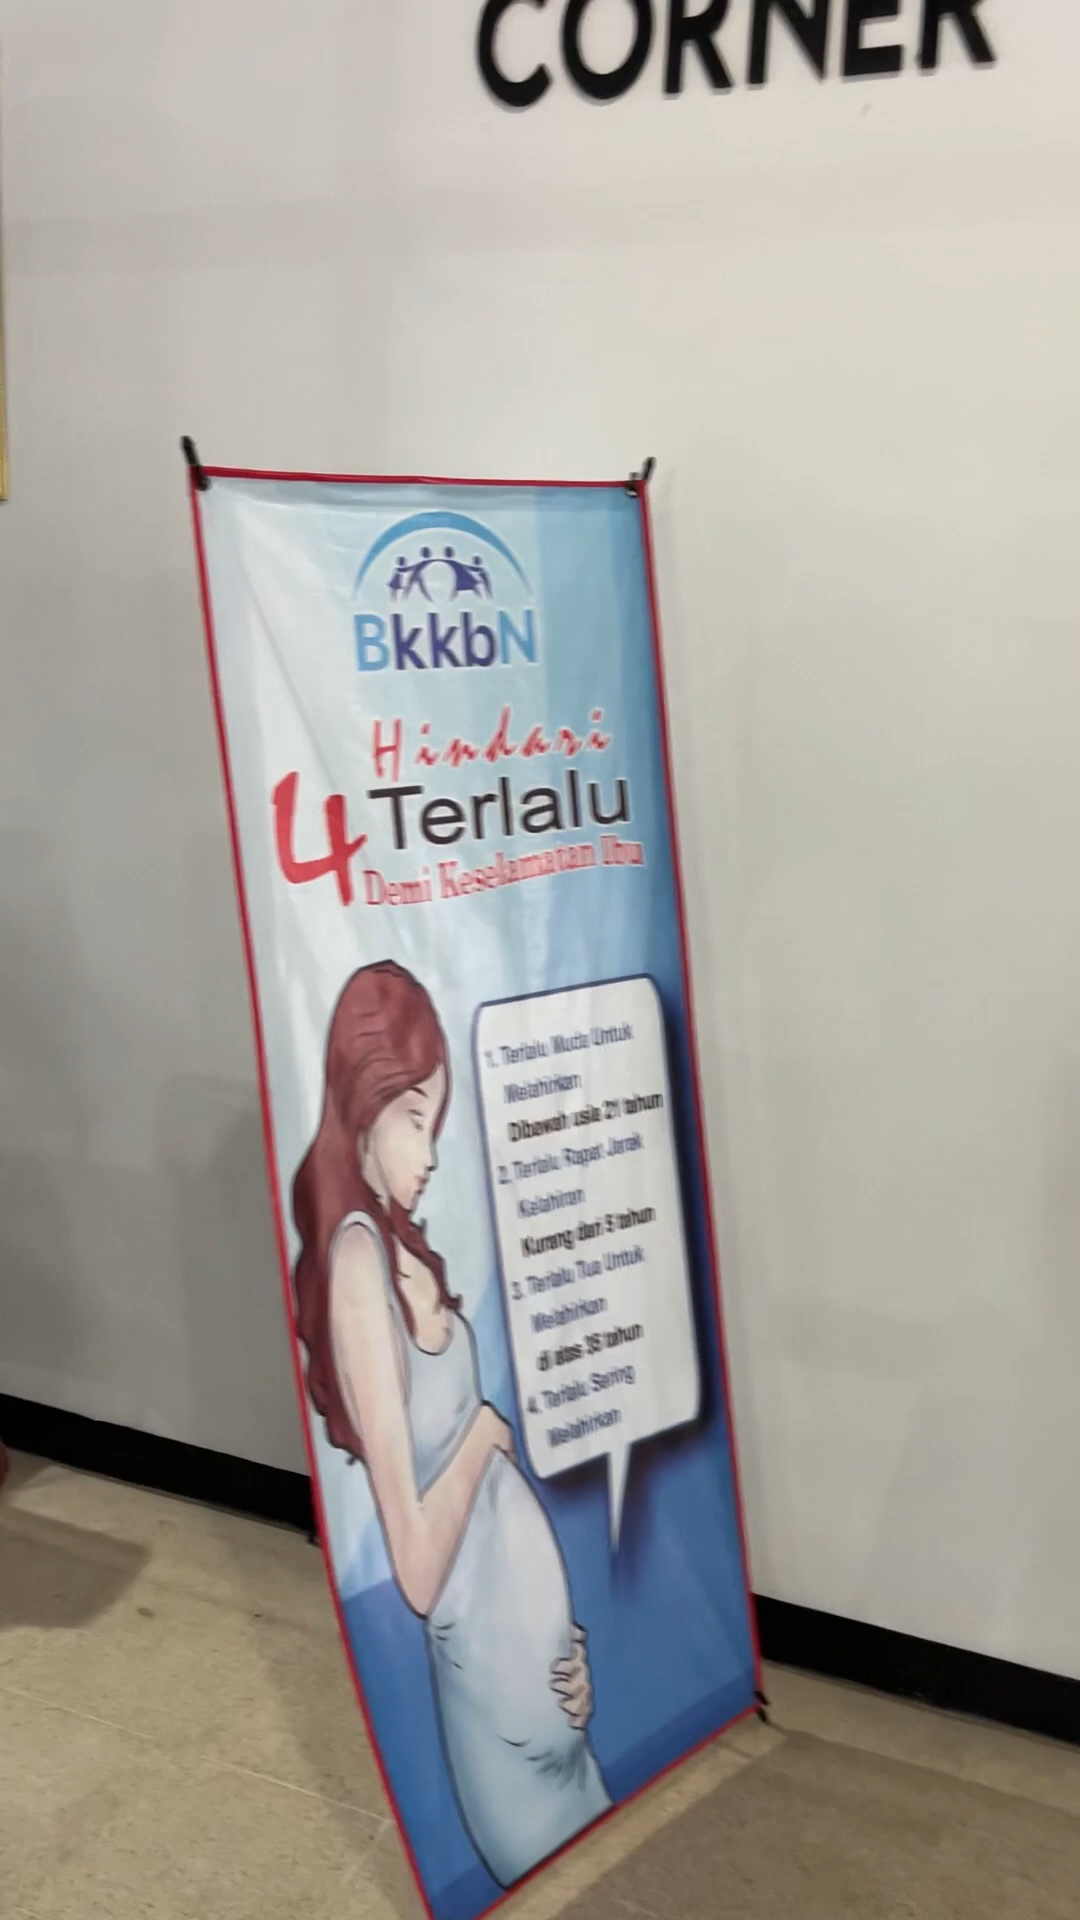 CORNER
BkkbN
Hindari
4 Terlalu
Demi Keselamatan Ibu
1. Terlalu Muda Untuk
Melahirkan
Dibawah usia 21 tahun
2. Terlalu Rapat Jarak
Kelahiran
Kurang dari 5 tahun
3. Terlalu Tua Untuk
Melahirkan
di atas 35 tahun
4. Terlalu Sering
Melahirkan